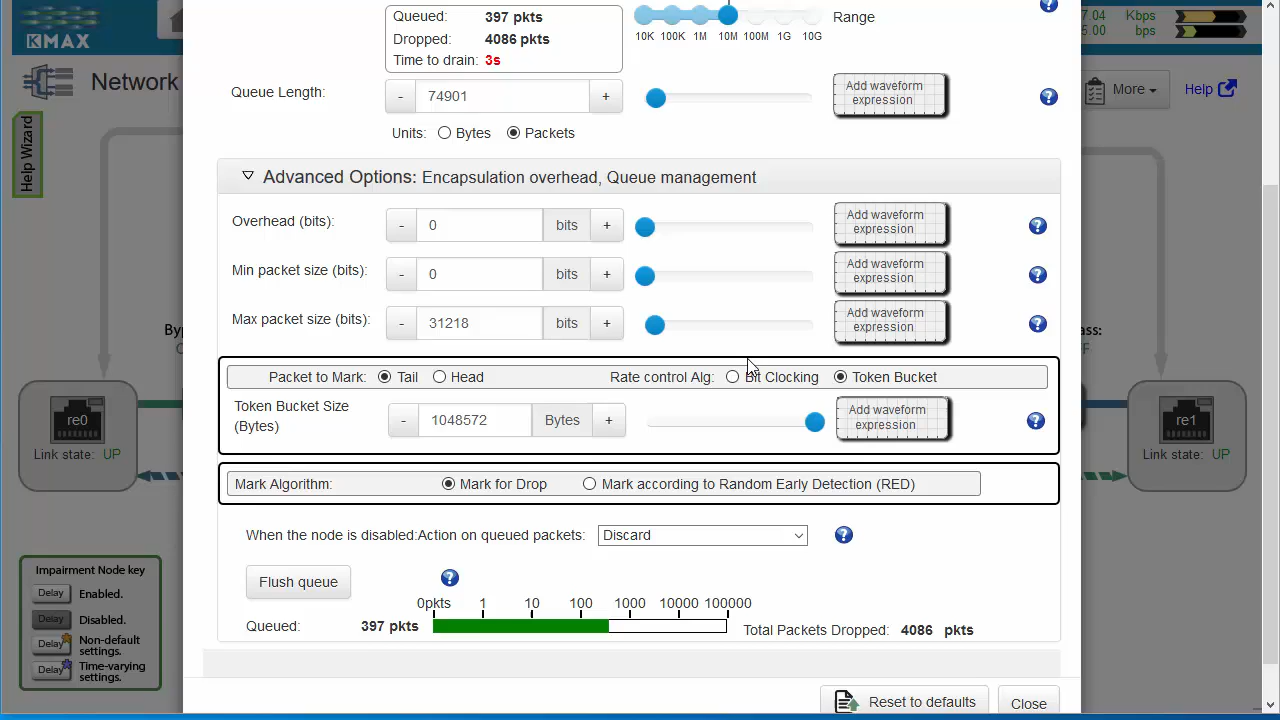 KMAX
Network
Help Wizard
Queued: 397 pkts
Dropped: 4086 pkts
Time to drain: 3s
10K 100K 1M 10M 100M 1G 10G
Range
7.04 Kbps
5.00 bps
Queue Length: - 74901 +
Add waveform
expression
More
Help
Units: Bytes Packets
Advanced Options: Encapsulation overhead, Queue management
Overhead (bits): - 0 bits +
Add waveform
expression
Min packet size (bits): - 0 bits +
Add waveform
expression
Max packet size (bits): - 31218 bits +
Add waveform
expression
Packet to Mark: Tail Head Rate control Alg: Bit Clocking Token Bucket
Token Bucket Size
(Bytes)
- 1048572 Bytes +
Add waveform
expression
re0
Link state: UP
re1
Link state: UP
Mark Algorithm: Mark for Drop Mark according to Random Early Detection (RED)
When the node is disabled:Action on queued packets: Discard
Flush queue
0pkts 1 10 100 1000 10000 100000
Queued: 397 pkts
Total Packets Dropped: 4086 pkts
Impairment Node key
Delay Enabled.
Delay Disabled.
Delay Non-default
settings.
Delay Time-varying
settings.
Reset to defaults
Close